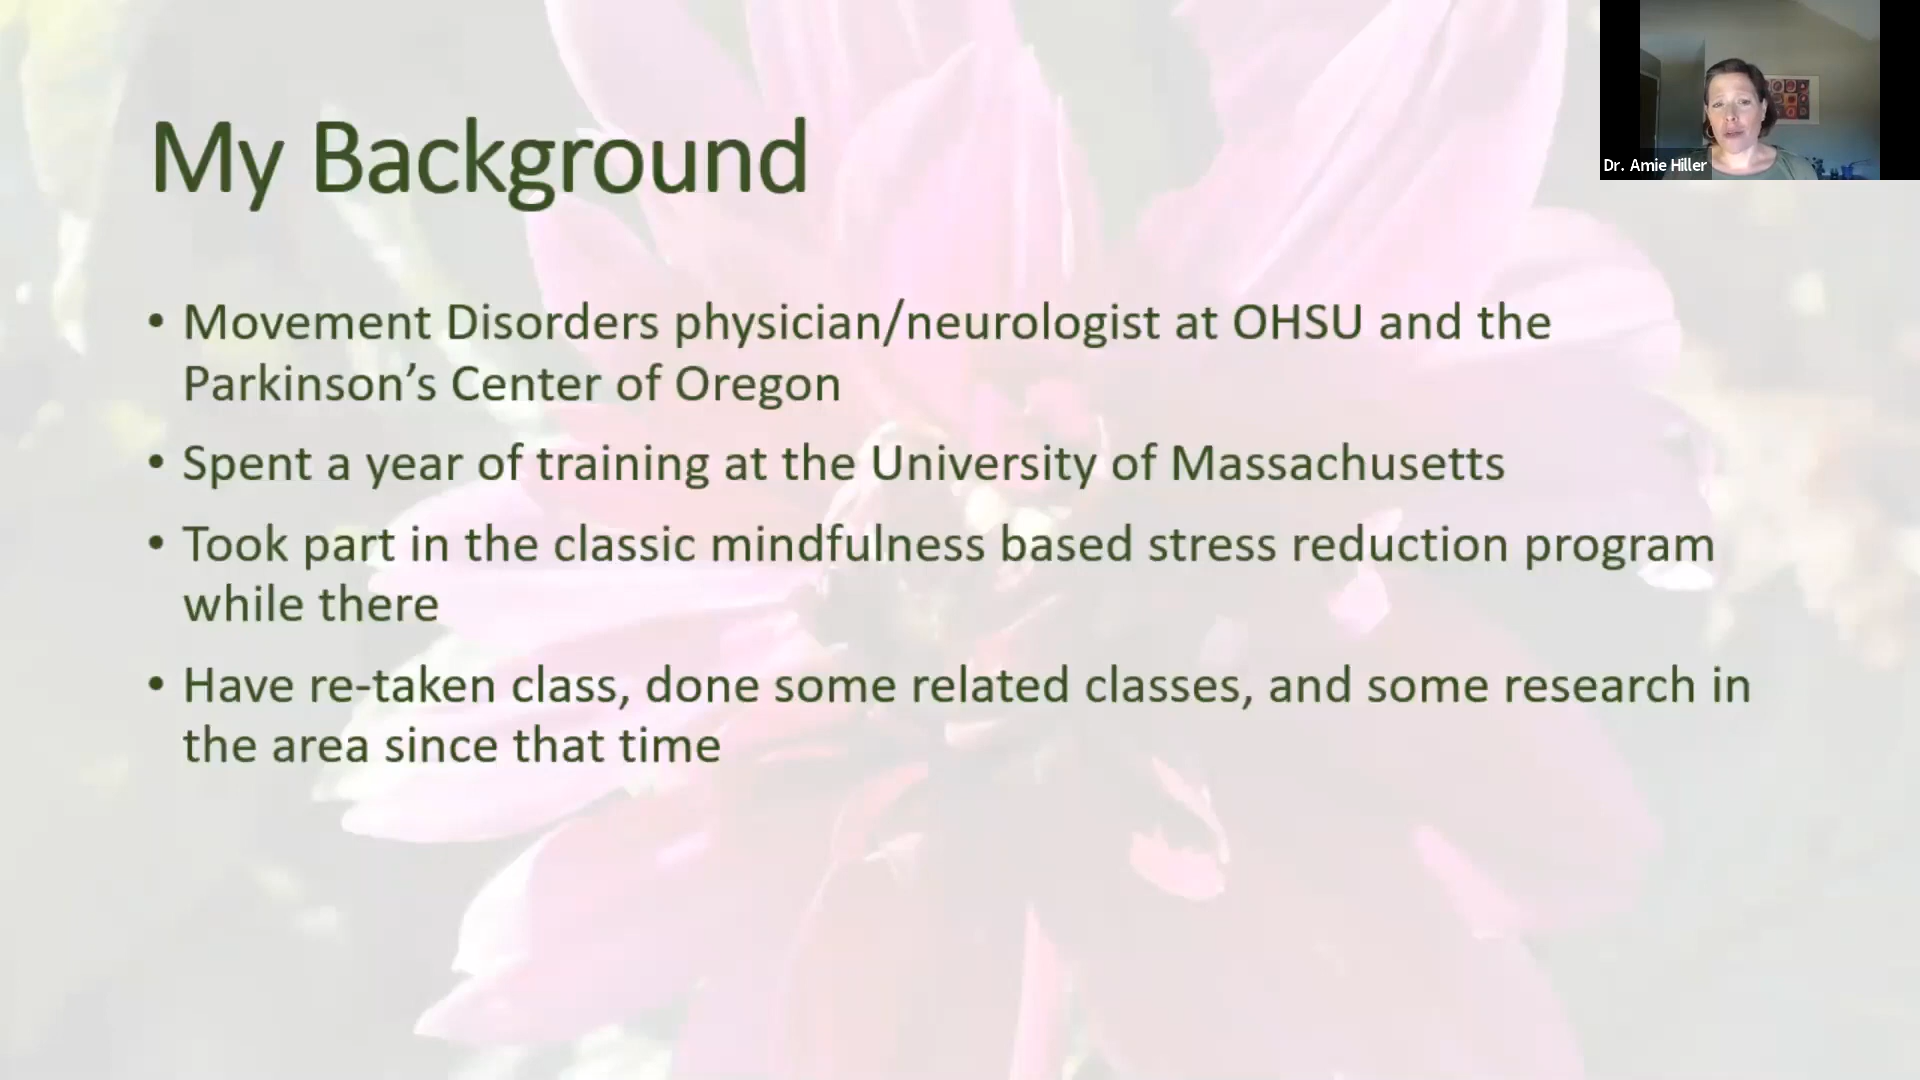 My Background
• Movement Disorders physician/neurologist at OHSU and the
Parkinson’s Center of Oregon
• Spent a year of training at the University of Massachusetts
• Took part in the classic mindfulness based stress reduction program
while there
• Have re-taken class, done some related classes, and some research in
the area since that time
Dr. Amie Hiller